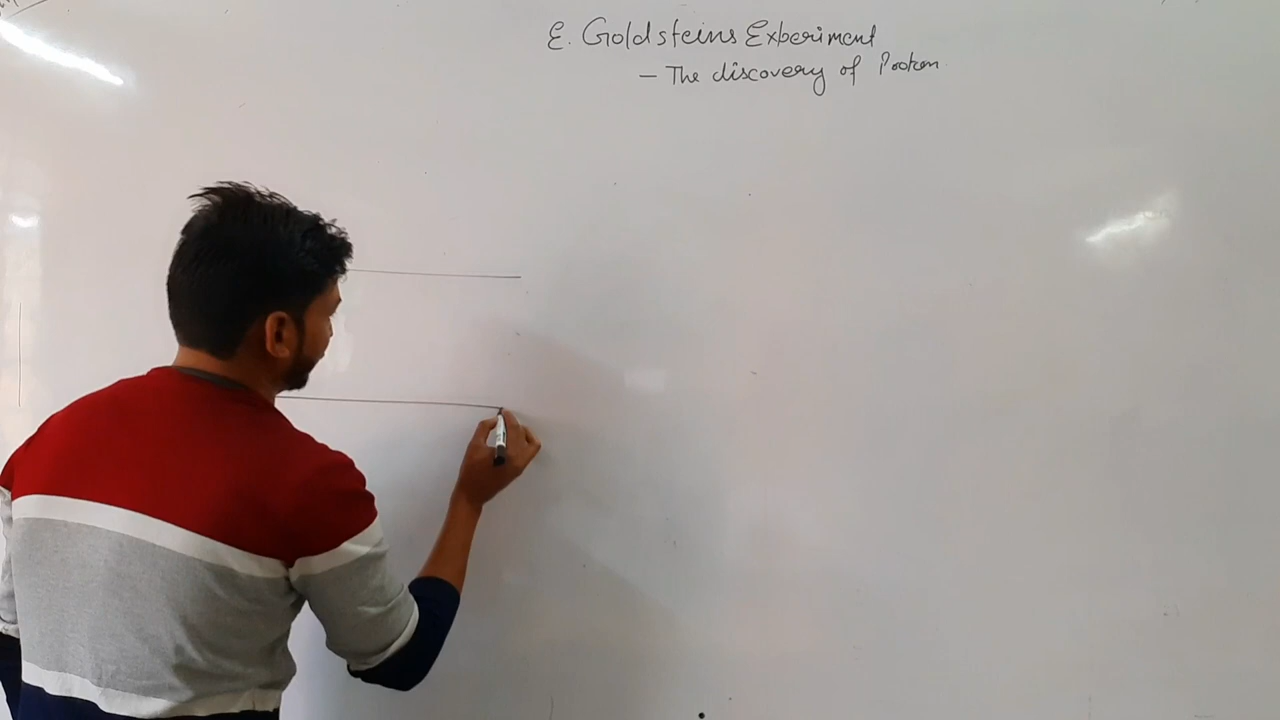 E. Goldsteins Experiment
– The discovery of Proton